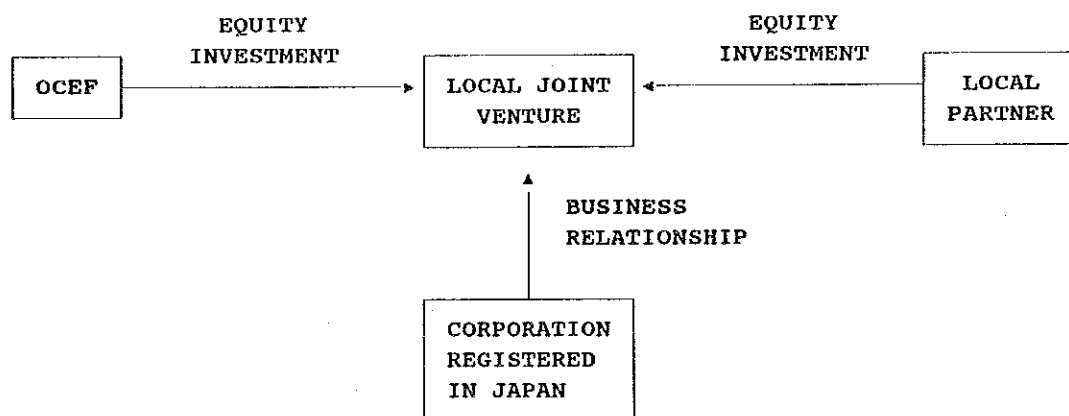 EQUITY
INVESTMENT
EQUITY
INVESTMENT
OCEF
LOCAL JOINT
VENTURE
LOCAL
PARTNER
BUSINESS
RELATIONSHIP
CORPORATION
REGISTERED
IN JAPAN